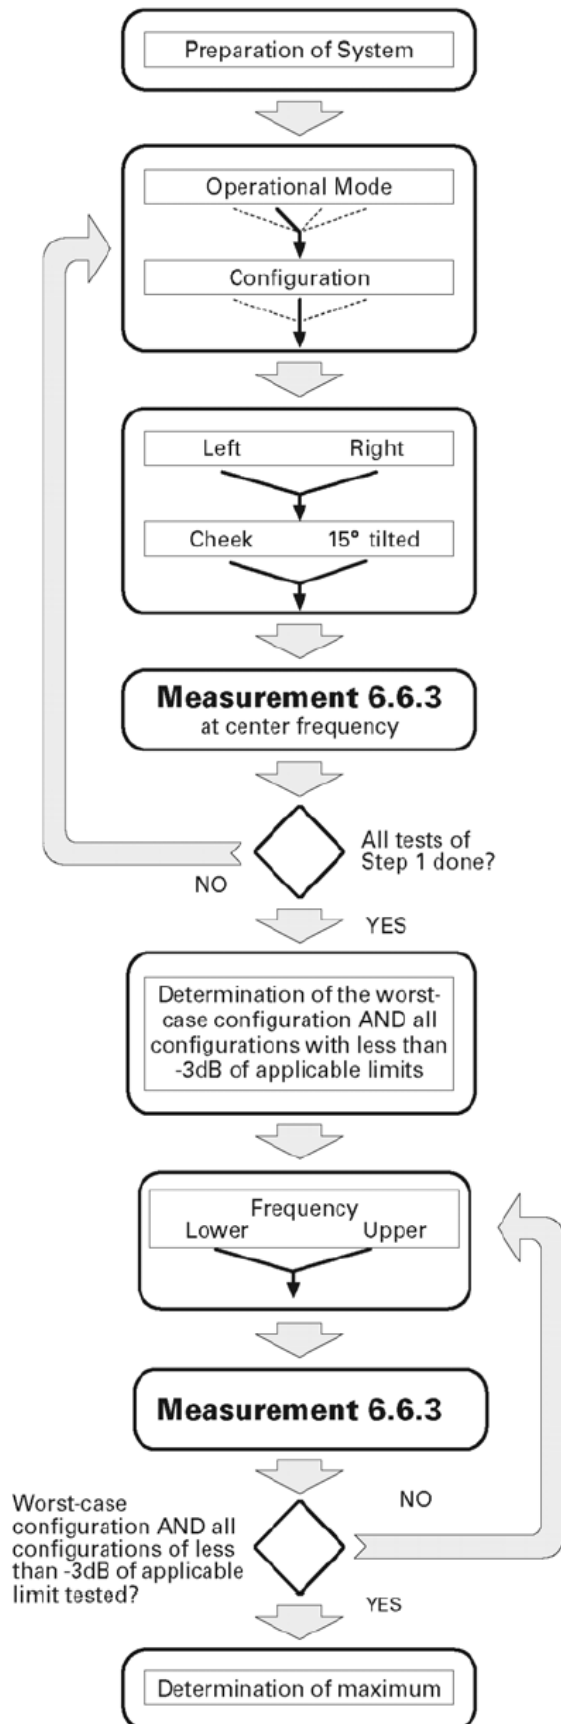 Preparation of System
Operational Mode
Configuration
Left Right
Cheek 15° tilted
Measurement 6.6.3
at center frequency
All tests of
Step 1 done?
NO
YES
Determination of the worst-
case configuration AND all
configurations with less than
-3dB of applicable limits
Frequency
Lower Upper
Measurement 6.6.3
NO
Worst-case
configuration AND all
configurations of less
than -3dB of applicable
limit tested?
YES
Determination of maximum